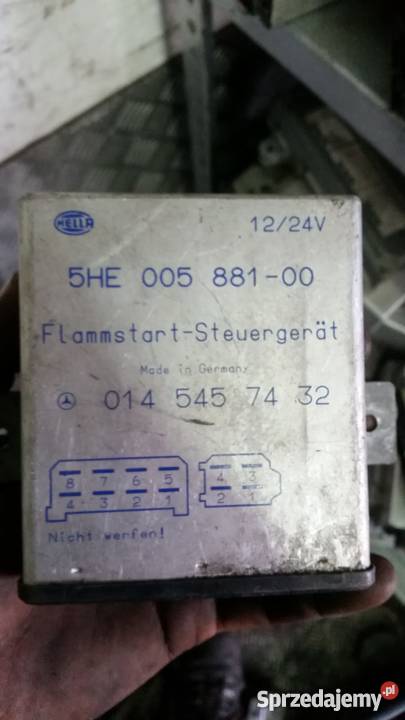 HELLA
12/24V
5HE 005 881-00
Flammstart-Steuergerät
Made in Germany
014 545 74 32
8 7 6 5 4 3
4 3 2 1 2 1
Nicht werfen!
Sprzedajemy.pl